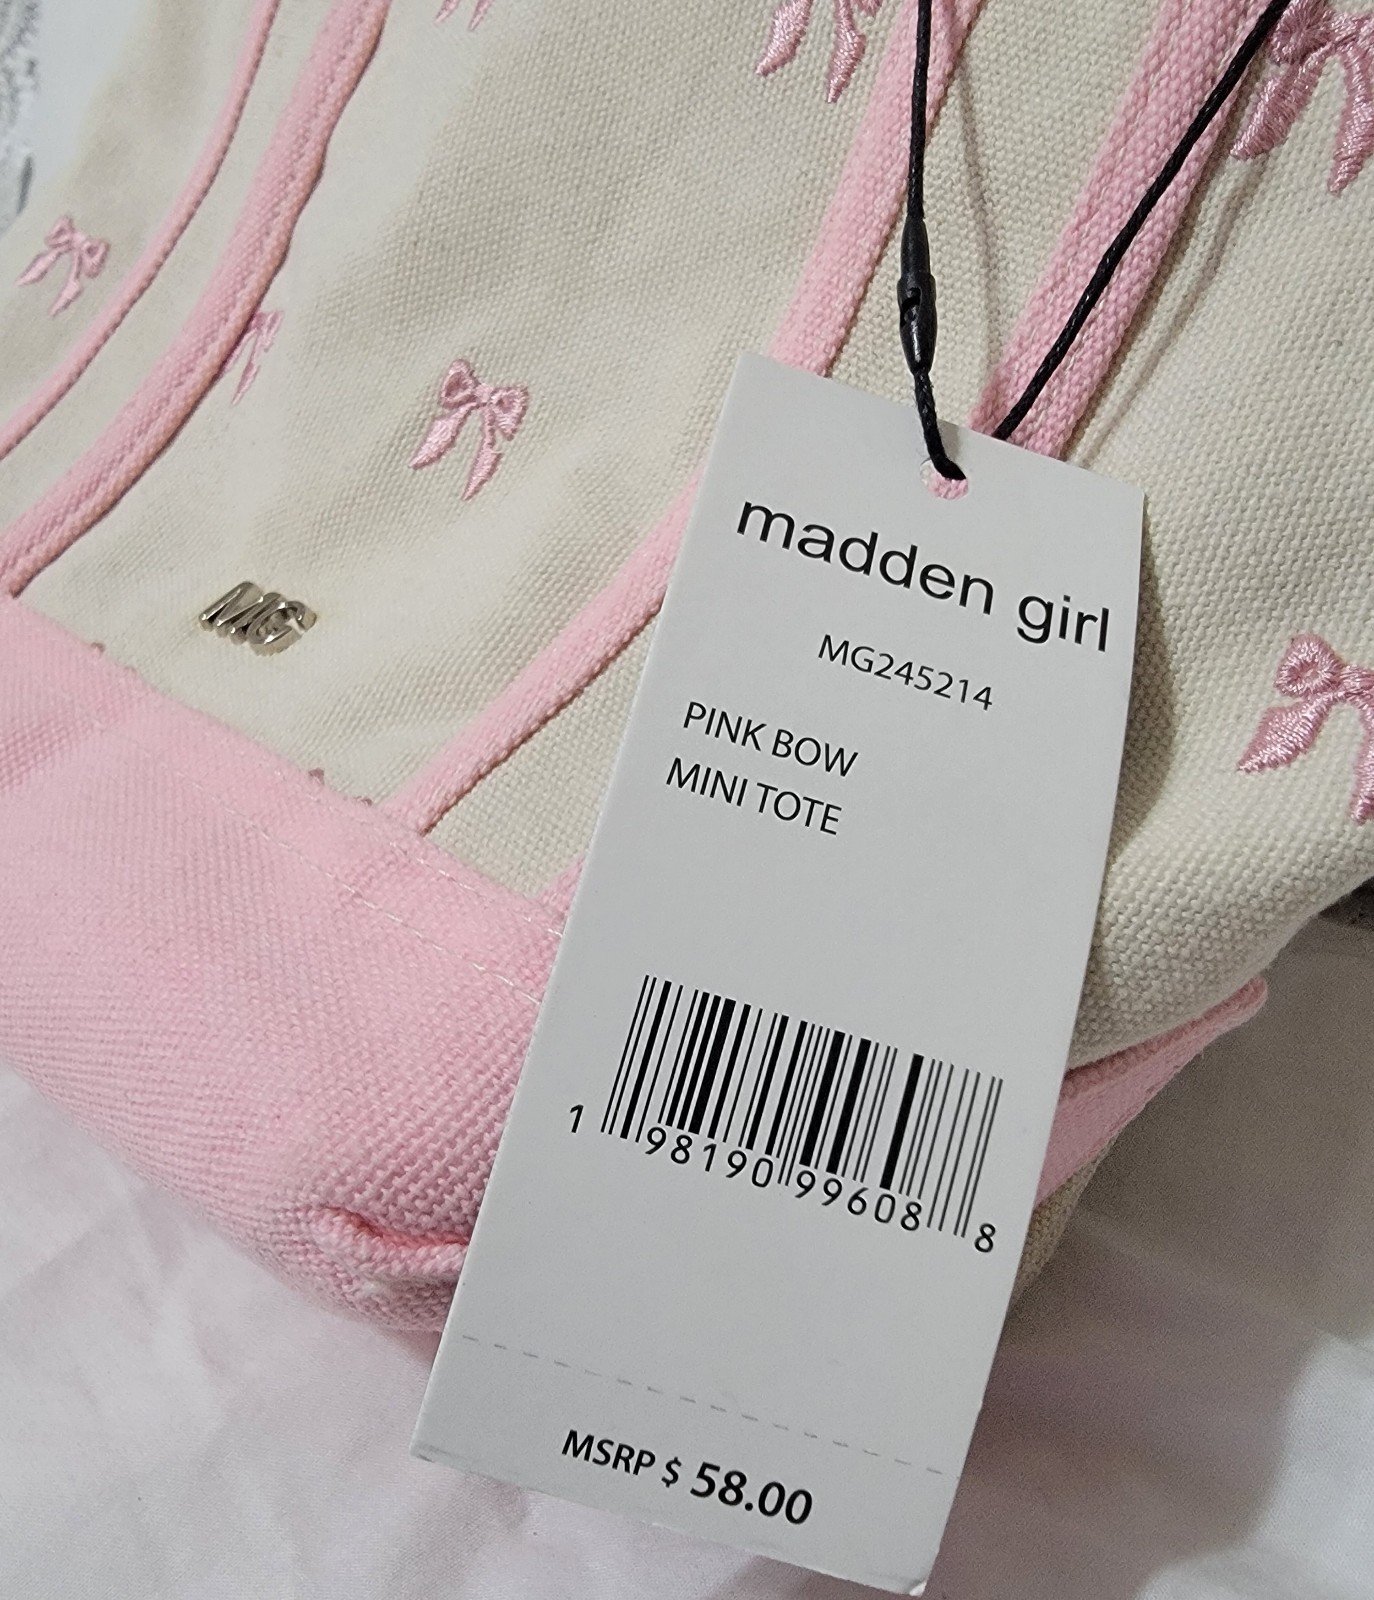 madden girl
MG245214
PINK BOW
MINI TOTE
1 98190 99608 8
MSRP $ 58.00
MG